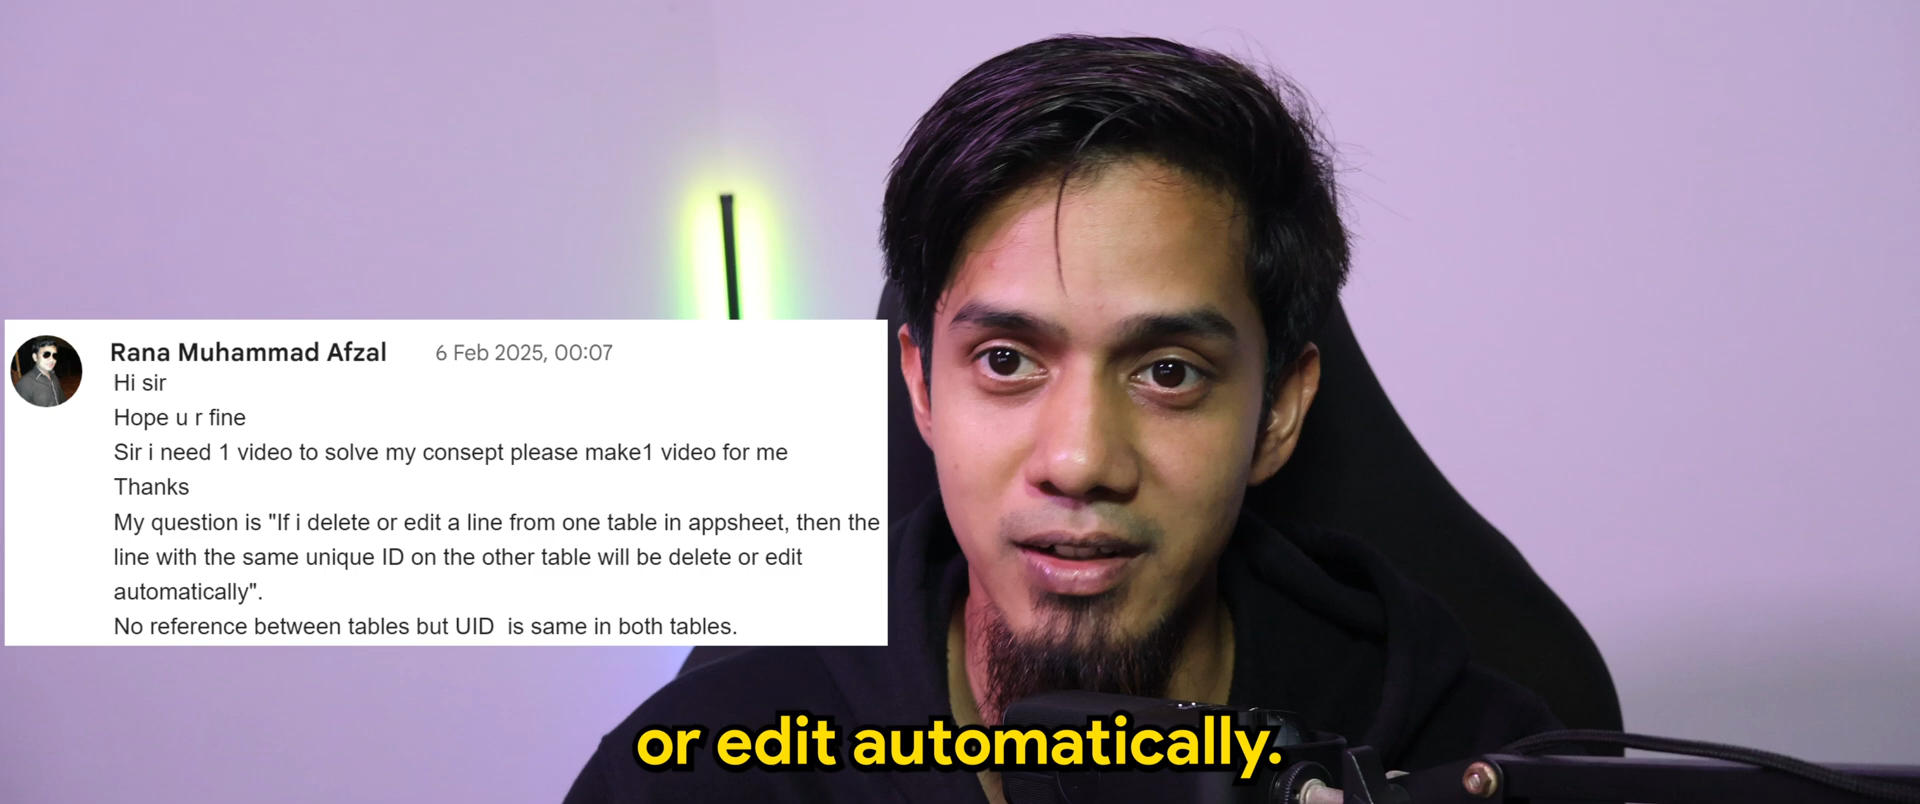 Rana Muhammad Afzal 6 Feb 2025, 00:07
Hi sir
Hope u r fine
Sir i need 1 video to solve my consept please make1 video for me
Thanks
My question is "If i delete or edit a line from one table in appsheet, then the
line with the same unique ID on the other table will be delete or edit
automatically".
No reference between tables but UID  is same in both tables.
or edit automatically.